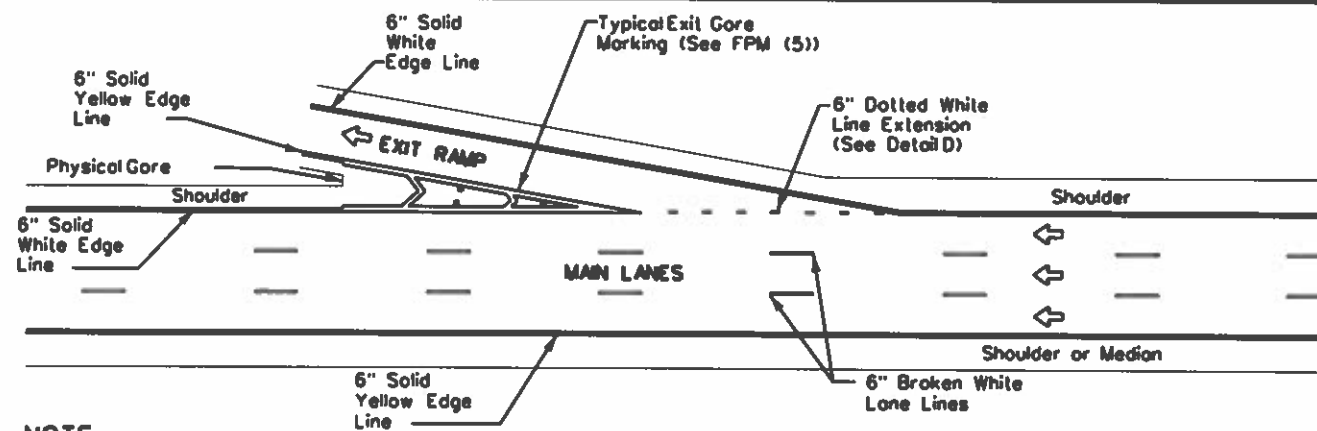 6" Solid
White
Edge Line
Typical Exit Gore
Marking (See FPM (5))
6" Solid
Yellow Edge
Line
6" Dotted White
Line Extension
(See Detail D)
EXIT RAMP
Physical Gore
Shoulder
Shoulder
6" Solid
White Edge
Line
MAIN LANES
Shoulder or Median
6" Solid
Yellow Edge
Line
6" Broken White
Lane Lines
NOTE